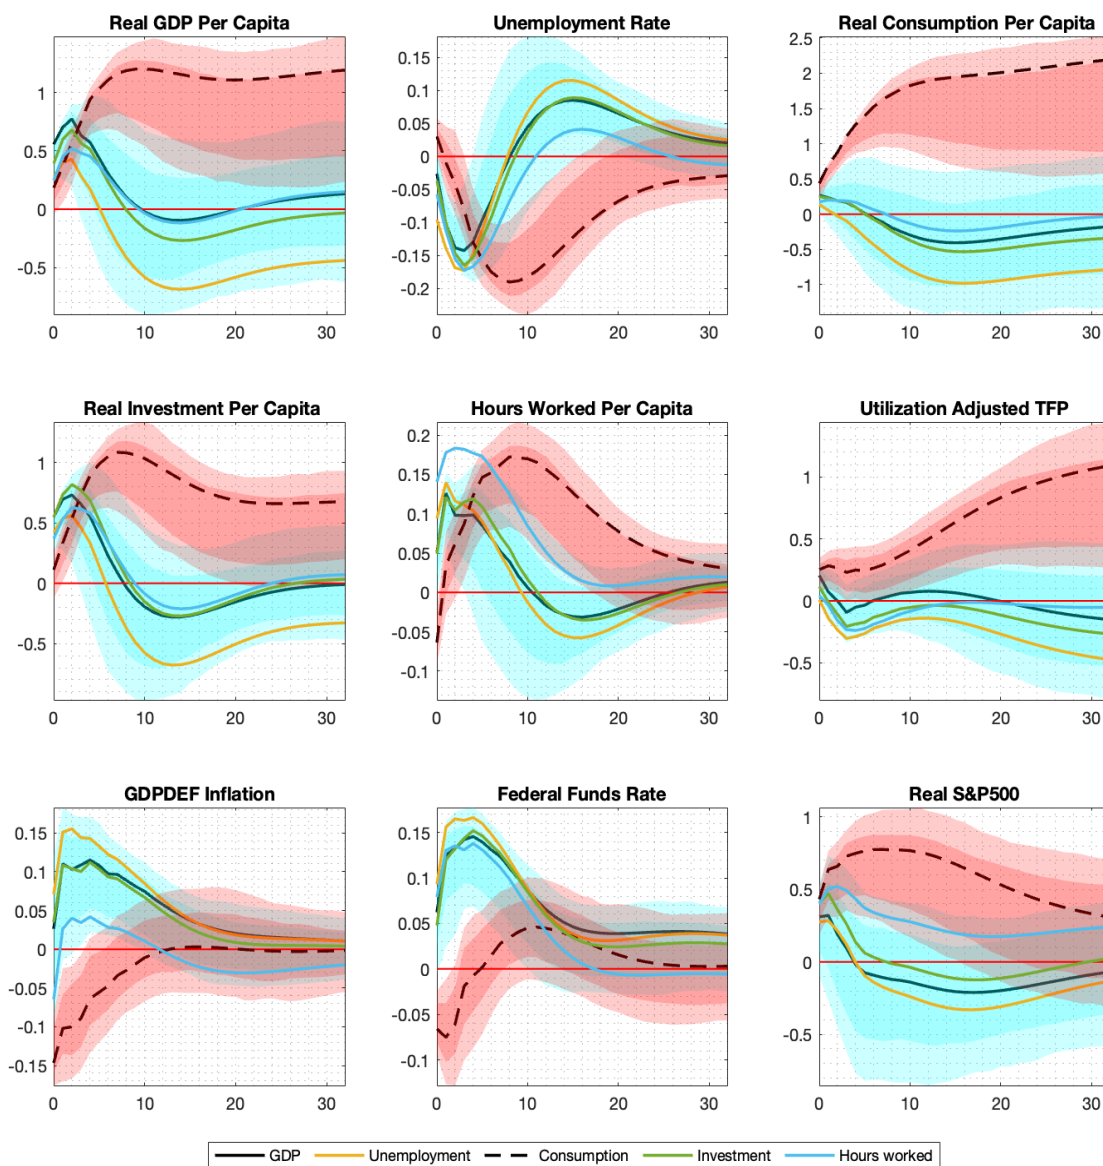 Real GDP Per Capita
1
0.5
0
-0.5
0 10 20 30
Unemployment Rate
0.15
0.1
0.05
0
-0.05
-0.1
-0.15
-0.2
0 10 20 30
Real Consumption Per Capita
2.5
2
1.5
1
0.5
0
-0.5
-1
0 10 20 30
Real Investment Per Capita
1
0.5
0
-0.5
0 10 20 30
Hours Worked Per Capita
0.2
0.15
0.1
0.05
0
-0.05
-0.1
0 10 20 30
Utilization Adjusted TFP
1
0.5
0
-0.5
0 10 20 30
GDPDEF Inflation
0.15
0.1
0.05
0
-0.05
-0.1
-0.15
0 10 20 30
Federal Funds Rate
0.15
0.1
0.05
0
-0.05
-0.1
0 10 20 30
Real S&P500
1
0.5
0
-0.5
0 10 20 30
GDP Unemployment Consumption Investment Hours worked